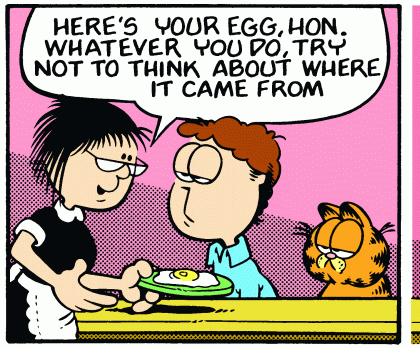 HERE'S YOUR EGG, HON.
WHATEVER YOU DO, TRY
NOT TO THINK ABOUT WHERE
IT CAME FROM